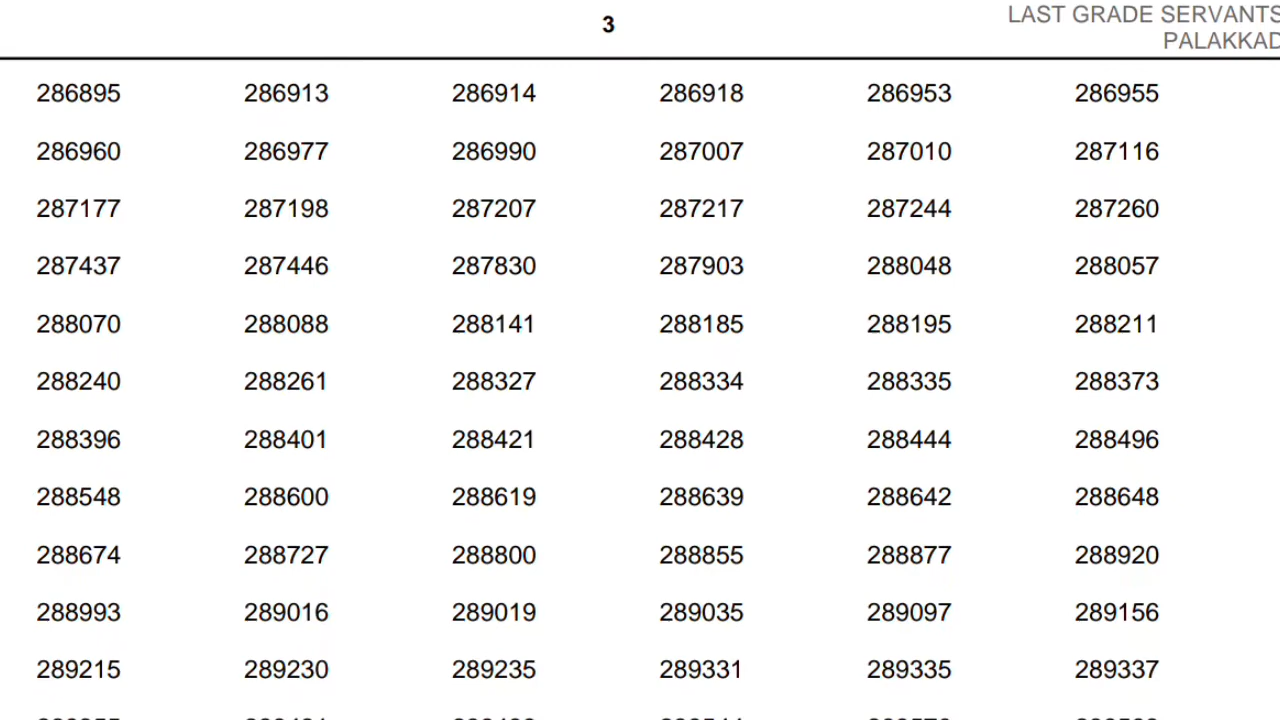 3
LAST GRADE SERVANTS
PALAKKAD
286895 286913 286914 286918 286953 286955
286960 286977 286990 287007 287010 287116
287177 287198 287207 287217 287244 287260
287437 287446 287830 287903 288048 288057
288070 288088 288141 288185 288195 288211
288240 288261 288327 288334 288335 288373
288396 288401 288421 288428 288444 288496
288548 288600 288619 288639 288642 288648
288674 288727 288800 288855 288877 288920
288993 289016 289019 289035 289097 289156
289215 289230 289235 289331 289335 289337